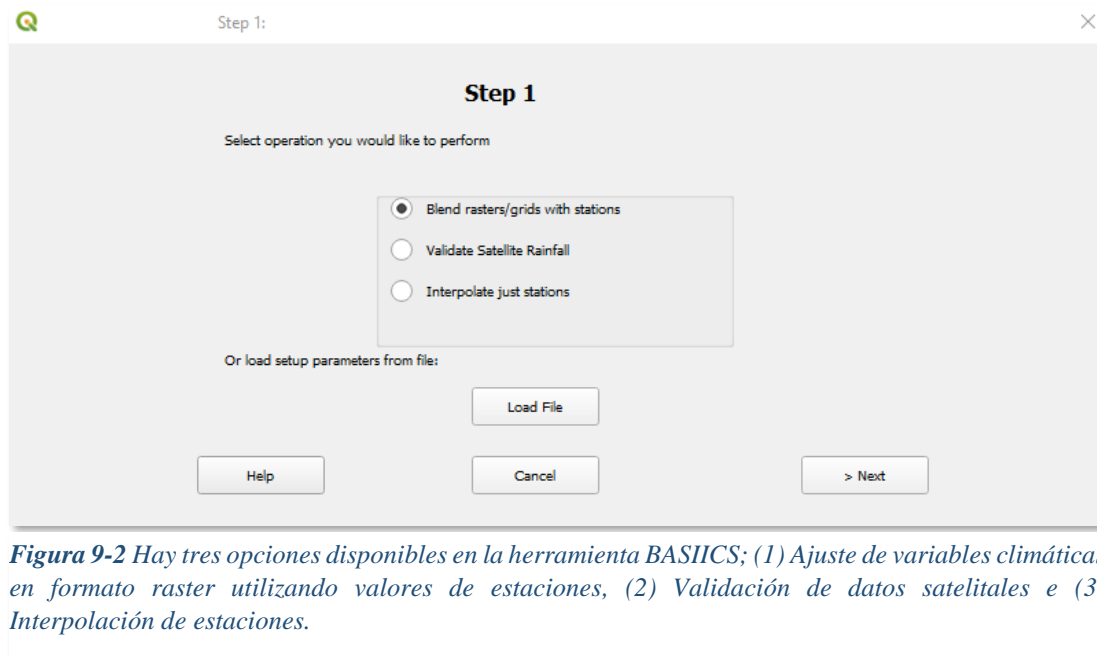 Step 1:
Step 1
Select operation you would like to perform
Blend rasters/grids with stations
Validate Satellite Rainfall
Interpolate just stations
Or load setup parameters from file:
Load File
Help
Cancel
> Next
Figura 9-2 Hay tres opciones disponibles en la herramienta BASIICS; (1) Ajuste de variables climáticas
en formato raster utilizando valores de estaciones, (2) Validación de datos satelitales e (3
Interpolación de estaciones.